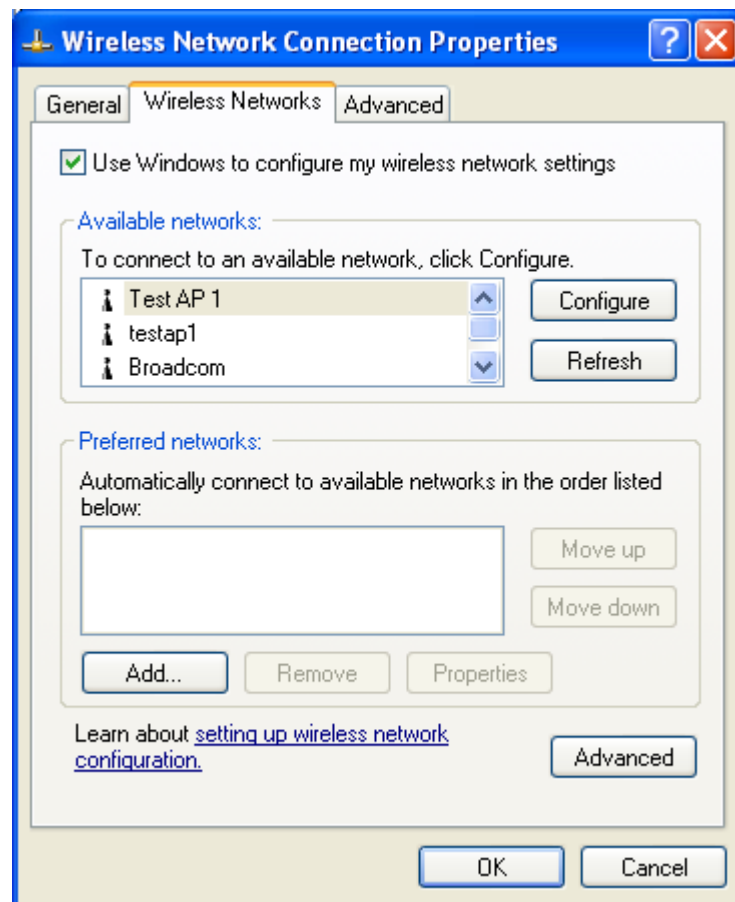 Wireless Network Connection Properties
General Wireless Networks Advanced
Use Windows to configure my wireless network settings
Available networks:
To connect to an available network, click Configure.
Test AP 1
testap1
Broadcom
Configure
Refresh
Preferred networks:
Automatically connect to available networks in the order listed
below:
Move up
Move down
Add... Remove Properties
Learn about setting up wireless network
configuration.
Advanced
OK Cancel